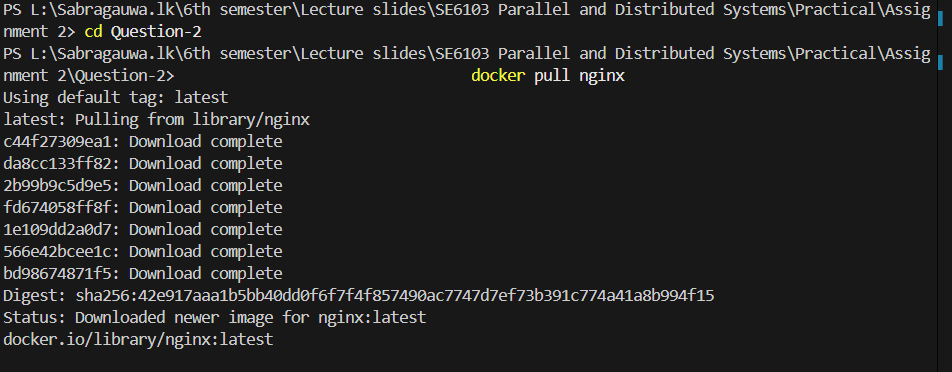 PS L:\Sabragauwa.lk\6th semester\Lecture slides\SE6103 Parallel and Distributed Systems\Practical\Assig
nment 2> cd Question-2
PS L:\Sabragauwa.lk\6th semester\Lecture slides\SE6103 Parallel and Distributed Systems\Practical\Assig
nment 2\Question-2> docker pull nginx
Using default tag: latest
latest: Pulling from library/nginx
c44f27309ea1: Download complete
da8cc133ff82: Download complete
2b99b9c5d9e5: Download complete
fd674058ff8f: Download complete
1e109dd2a0d7: Download complete
566e42bcee1c: Download complete
bd98674871f5: Download complete
Digest: sha256:42e917aaa1b5bb40dd0f6f7f4f857490ac7747d7ef73b391c774a41a8b994f15
Status: Downloaded newer image for nginx:latest
docker.io/library/nginx:latest